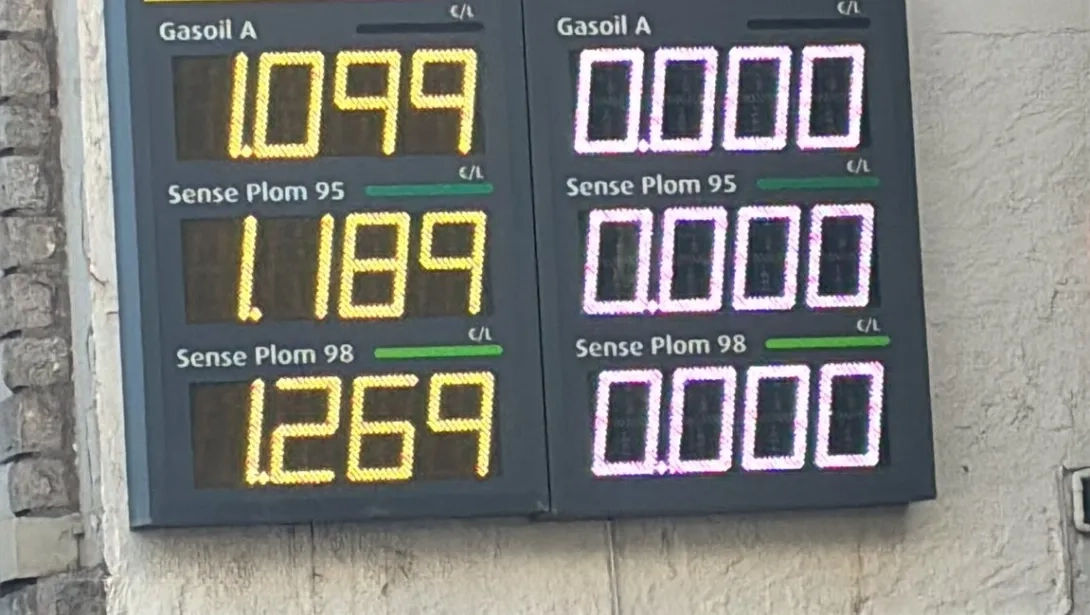 Gasoil A €/L
1.099
Sense Plom 95 €/L
1.189
Sense Plom 98 €/L
1.269
Gasoil A €/L
0.000
Sense Plom 95 €/L
0.000
Sense Plom 98 €/L
0.000